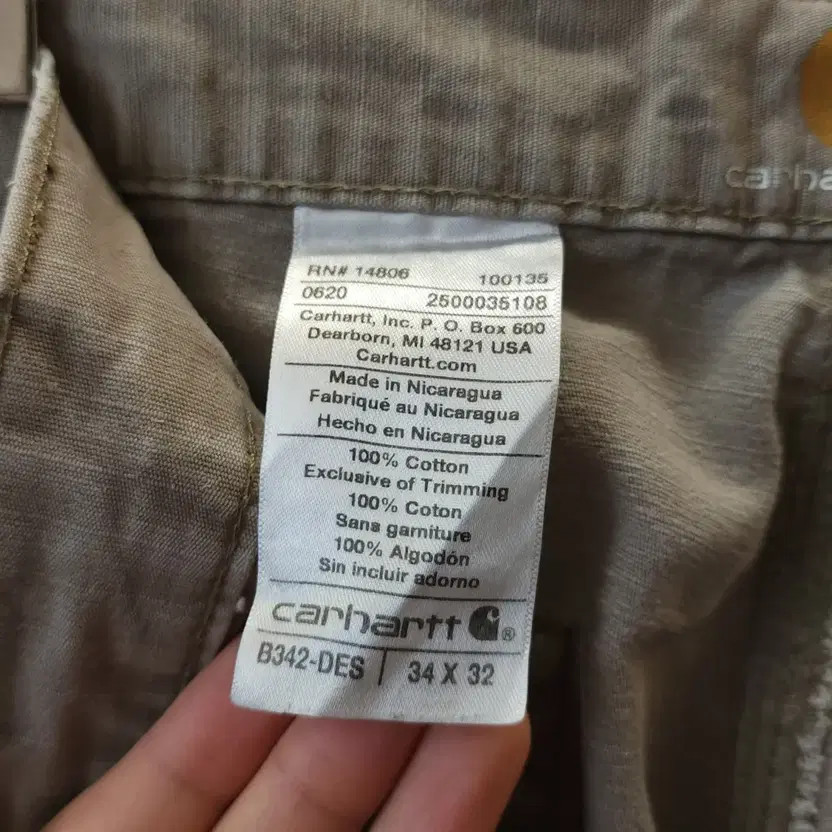 carha
RN# 14806 100135
0620 2500035108
Carhartt, Inc. P. O. Box 600
Dearborn, MI 48121 USA
Carhartt.com
Made in Nicaragua
Fabriqué au Nicaragua
Hecho en Nicaragua
100% Cotton
Exclusive of Trimming
100% Coton
Sans garniture
100% Algodón
Sin incluir adorno
carhartt ®
B342-DES | 34 X 32